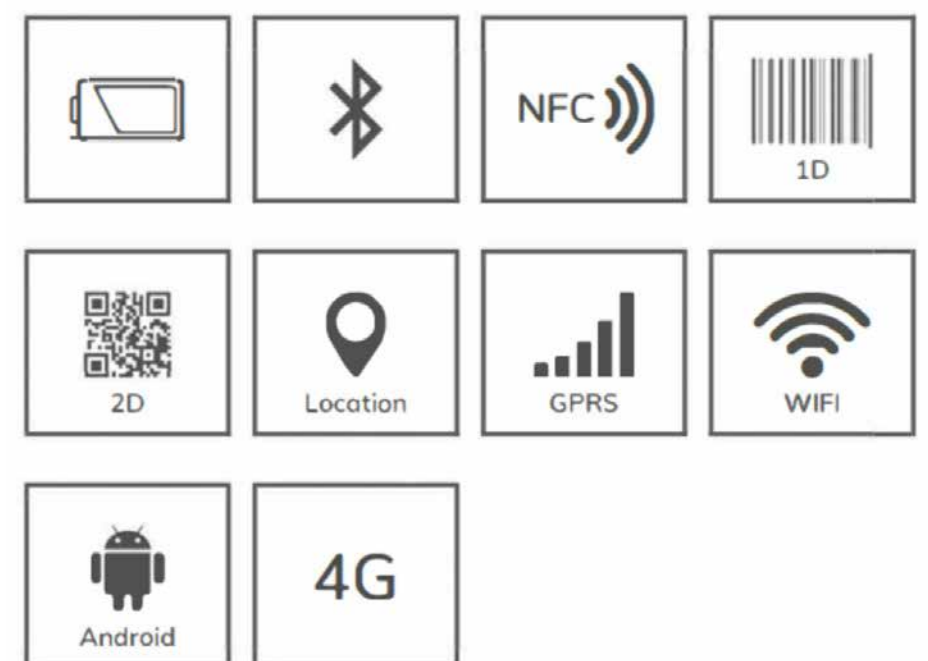 NFC
1D
2D
Location
GPRS
WIFI
Android
4G